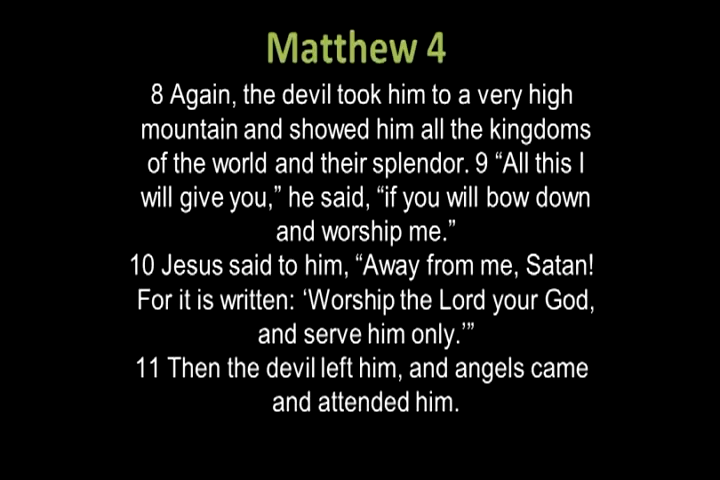 Matthew 4
8 Again, the devil took him to a very high
mountain and showed him all the kingdoms
of the world and their splendor. 9 “All this I
will give you,” he said, “if you will bow down
and worship me.”
10 Jesus said to him, “Away from me, Satan!
For it is written: ‘Worship the Lord your God,
and serve him only.’”
11 Then the devil left him, and angels came
and attended him.